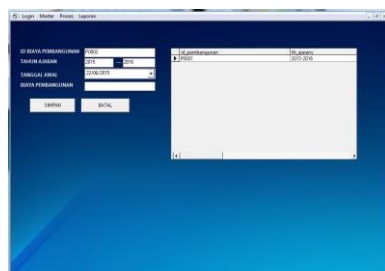 Login Master Proses Laporan
ID BIAYA PEMBANGUNAN P0002
TAHUN AJARAN 2015 — 2016
TANGGAL AWAL 22/06/2015
BIAYA PEMBANGUNAN
SIMPAN BATAL
id_pembangunan th_ajaran
P0001 2015-2016